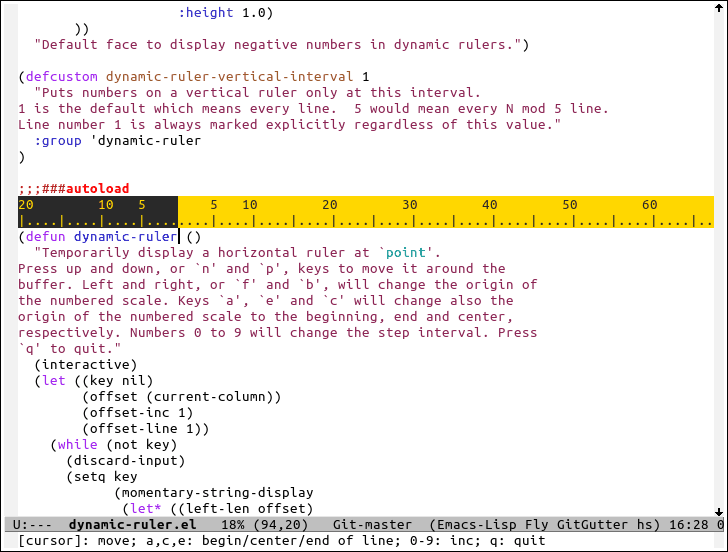 :height 1.0)
       ))
  "Default face to display negative numbers in dynamic rulers.")

(defcustom dynamic-ruler-vertical-interval 1
  "Puts numbers on a vertical ruler only at this interval.
1 is the default which means every line.  5 would mean every N mod 5 line.
Line number 1 is always marked explicitly regardless of this value."
  :group 'dynamic-ruler
)

;;;###autoload
20        10   5        5   10        20        30        40        50        60
|....|....|....|....|....|....|....|....|....|....|....|....|....|....|....|....|....|..
(defun dynamic-ruler ()
  "Temporarily display a horizontal ruler at `point'.
Press up and down, or `n' and `p', keys to move it around the
buffer. Left and right, or `f' and `b', will change the origin of
the numbered scale. Keys `a', `e' and `c' will change also the
origin of the numbered scale to the beginning, end and center,
respectively. Numbers 0 to 9 will change the step interval. Press
`q' to quit."
  (interactive)
  (let ((key nil)
        (offset (current-column))
        (offset-inc 1)
        (offset-line 1))
    (while (not key)
      (discard-input)
      (setq key
            (momentary-string-display
             (let* ((left-len offset)
U:---  dynamic-ruler.el   18% (94,20)   Git-master  (Emacs-Lisp Fly GitGutter hs) 16:28 0
[cursor]: move; a,c,e: begin/center/end of line; 0-9: inc; q: quit